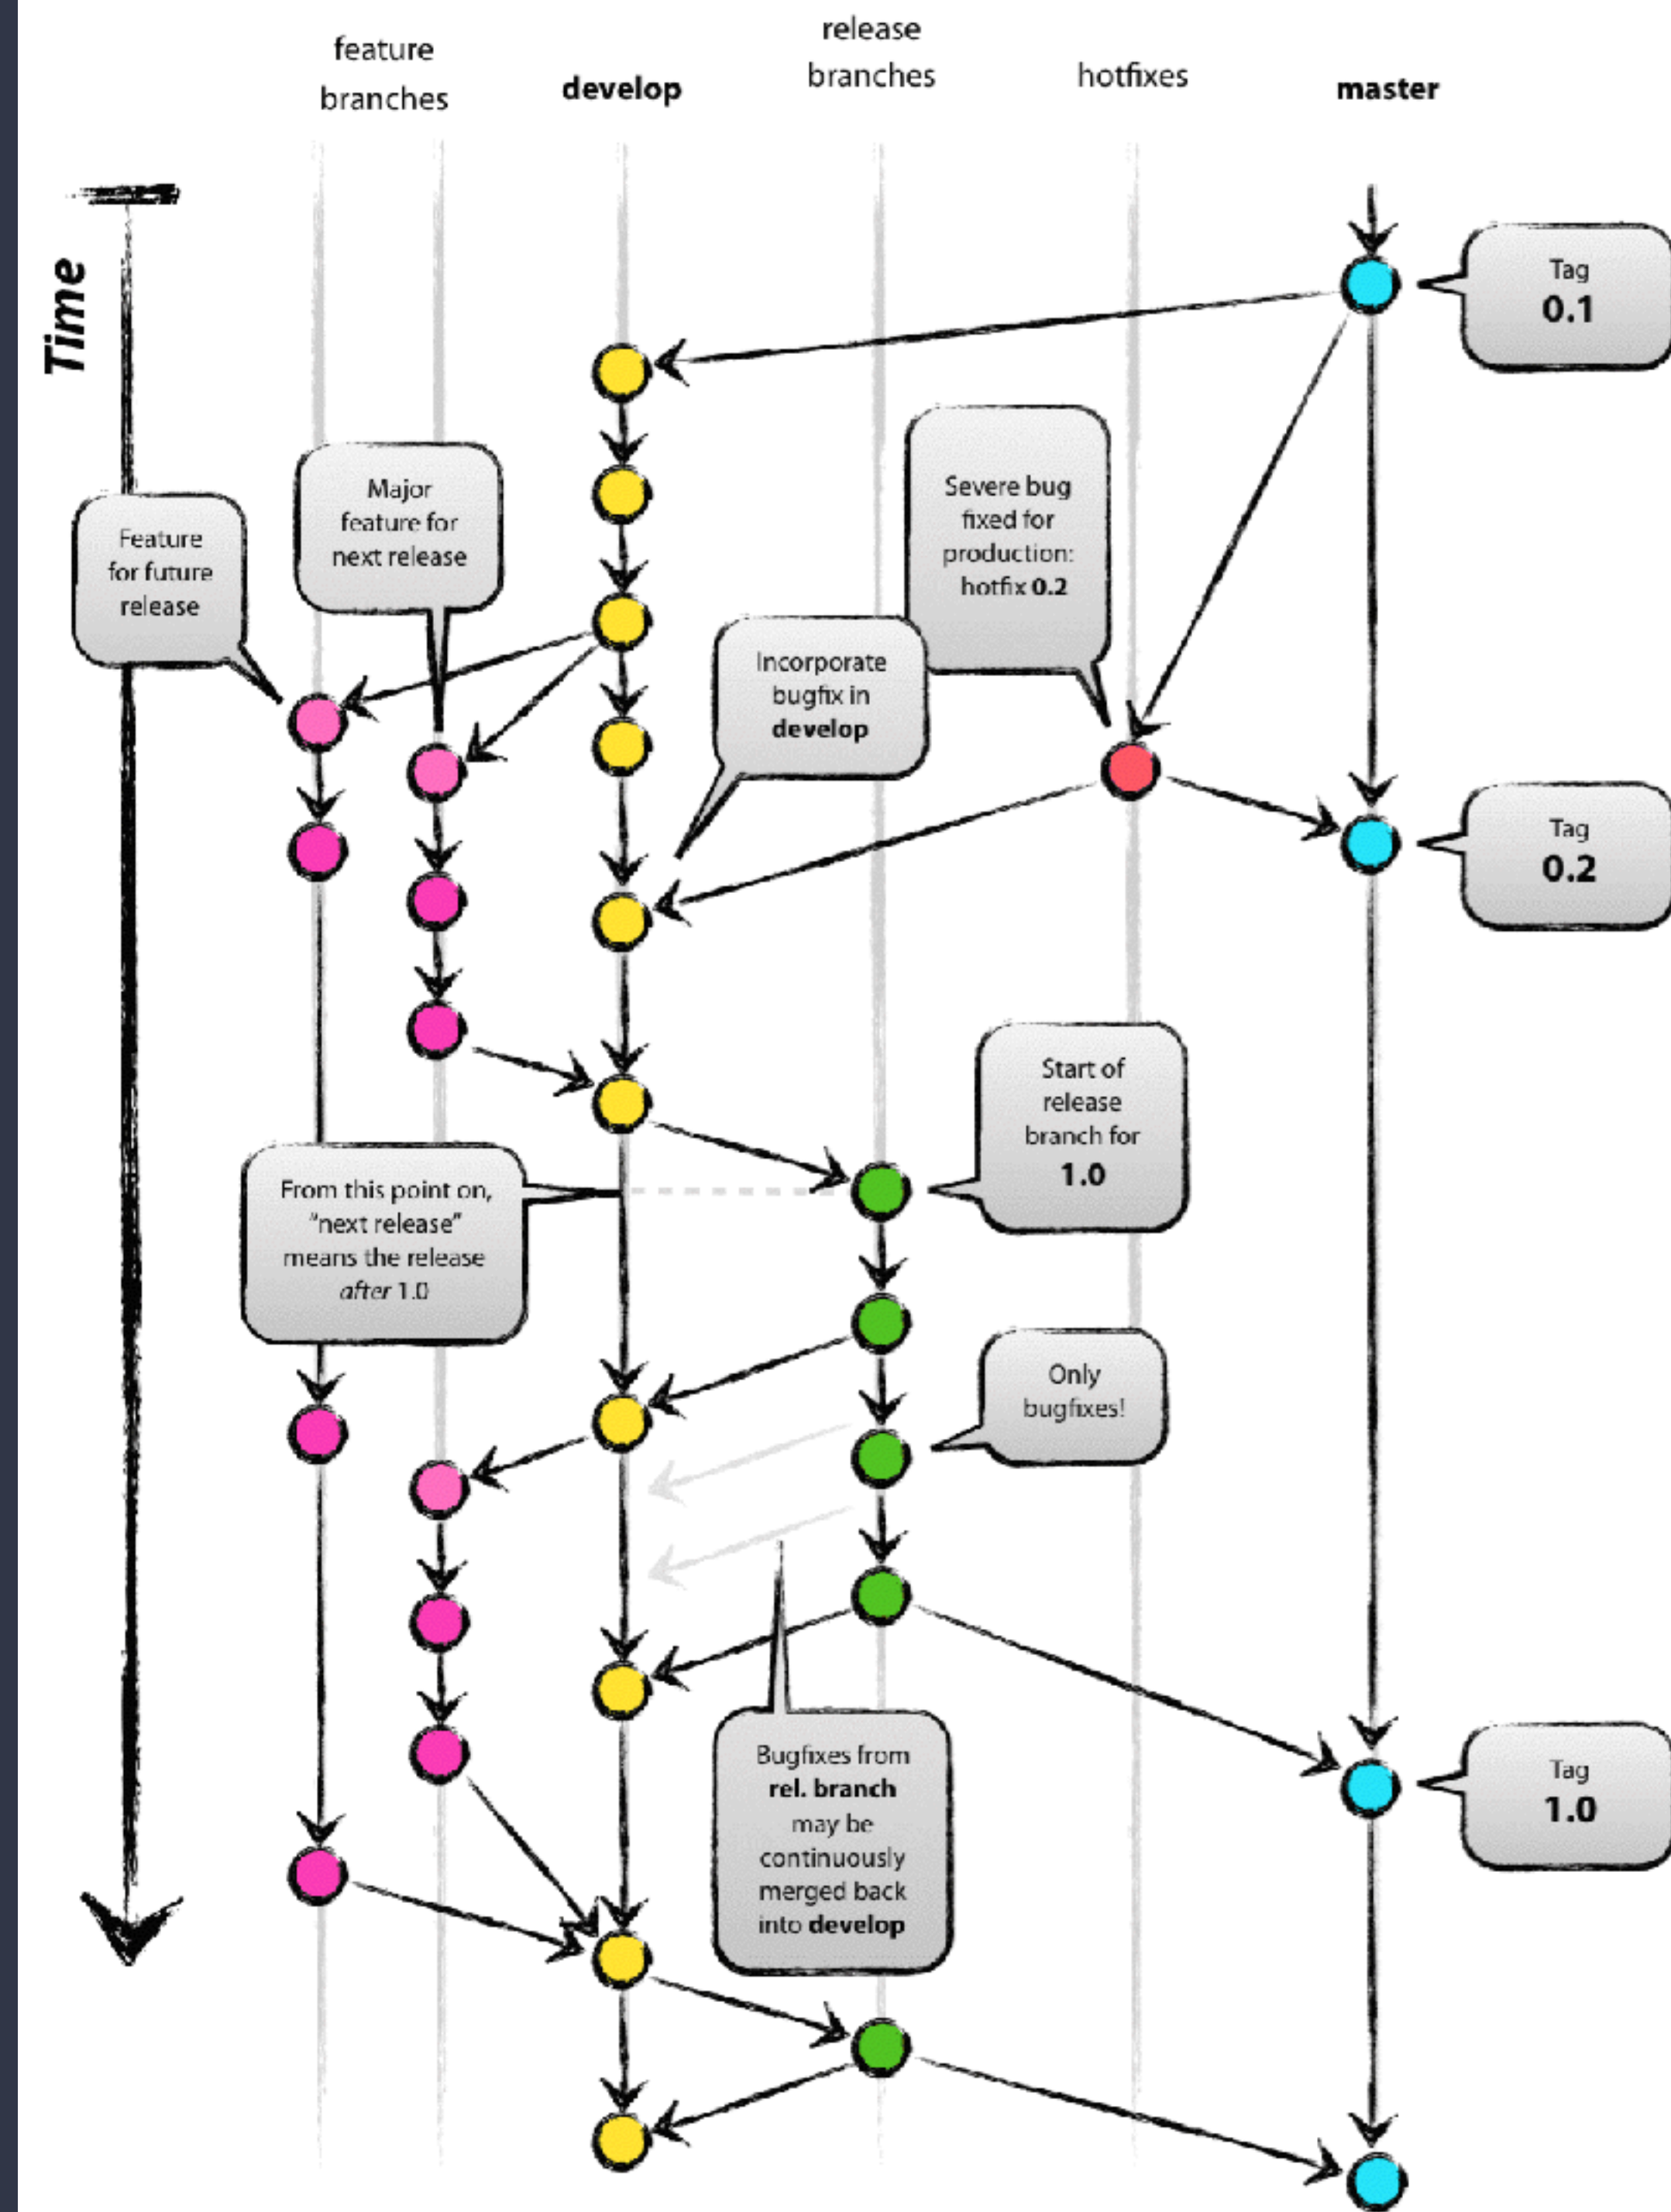 feature
branches
develop
release
branches
hotfixes
master
Time
Tag
0.1
Feature
for future
release
Major
feature for
next release
Severe bug
fixed for
production:
hotfix 0.2
Incorporate
bugfix in
develop
Tag
0.2
Start of
release
branch for
1.0
From this point on,
“next release”
means the release
after 1.0
Only
bugfixes!
Bugfixes from
rel. branch
may be
continuously
merged back
into develop
Tag
1.0